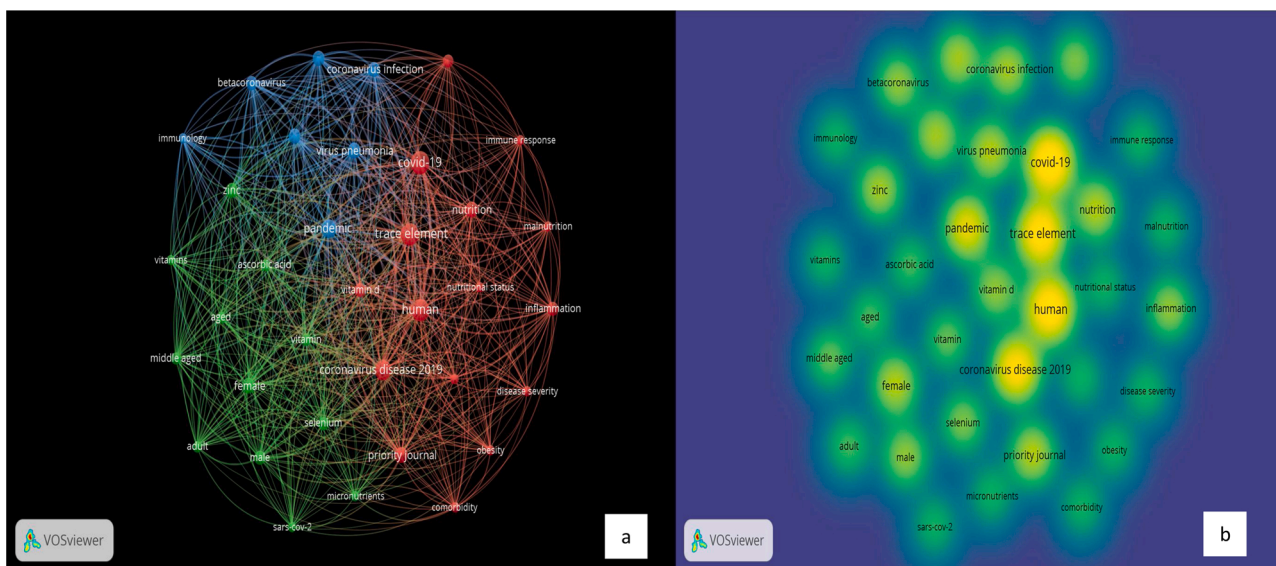 coronavirus infection
betacoronavirus
immunology
immune response
virus pneumonia
covid-19
zinc
nutrition
pandemic
trace element
malnutrition
vitamins
ascorbic acid
vitamin d
nutritional status
human
inflammation
aged
vitamin
middle aged
coronavirus disease 2019
female
disease severity
selenium
adult
male
priority journal
obesity
micronutrients
comorbidity
sars-cov-2
VOSviewer
a
coronavirus infection
betacoronavirus
immunology
immune response
virus pneumonia
covid-19
zinc
nutrition
pandemic
trace element
malnutrition
vitamins
ascorbic acid
vitamin d
nutritional status
human
inflammation
aged
vitamin
middle aged
coronavirus disease 2019
female
disease severity
selenium
adult
male
priority journal
obesity
micronutrients
comorbidity
sars-cov-2
VOSviewer
b